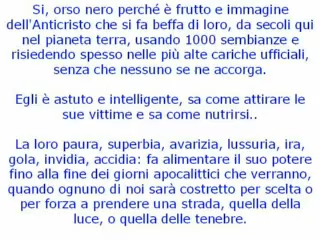 Si, orso nero perché è frutto e immagine
dell'Anticristo che si fa beffa di loro, da secoli qui
nel pianeta terra, usando 1000 sembianze e
risiedendo spesso nelle più alte cariche ufficiali,
senza che nessuno se ne accorga.
Egli è astuto e intelligente, sa come attirare le
sue vittime e sa come nutrirsi..
La loro paura, superbia, avarizia, lussuria, ira,
gola, invidia, accidia: fa alimentare il suo potere
fino alla fine dei giorni apocalittici che verranno,
quando ognuno di noi sarà costretto per scelta o
per forza a prendere una strada, quella della
luce, o quella delle tenebre.